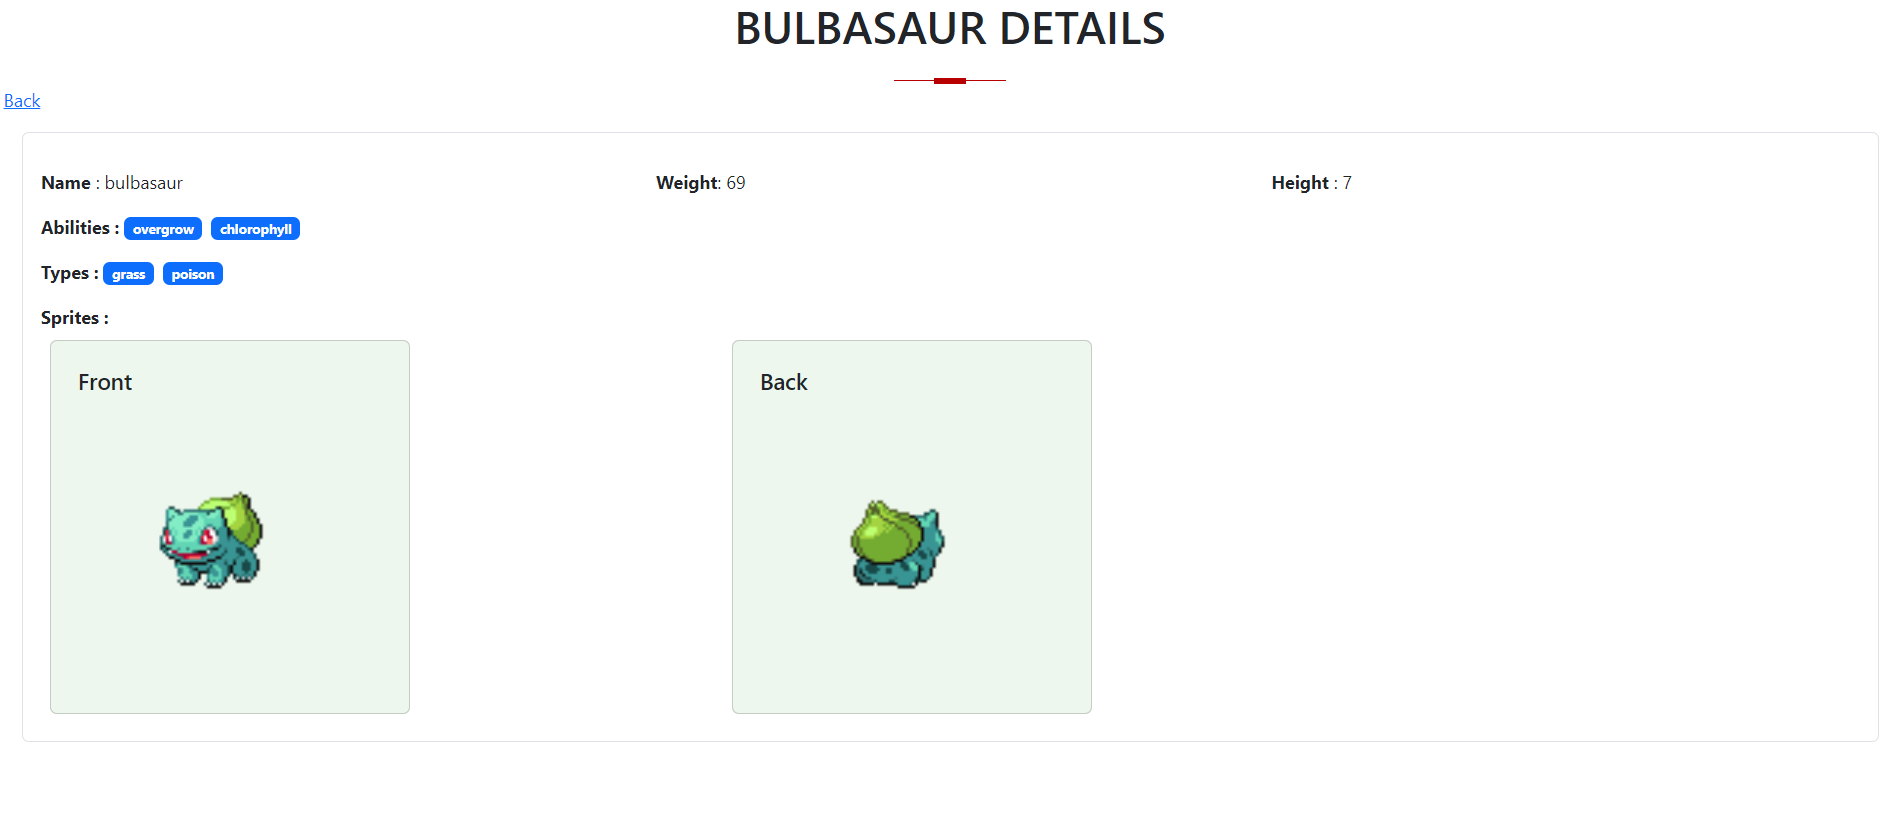 BULBASAUR DETAILS
Back
Name : bulbasaur Weight: 69 Height : 7
Abilities : overgrow chlorophyll
Types : grass poison
Sprites :
Front Back